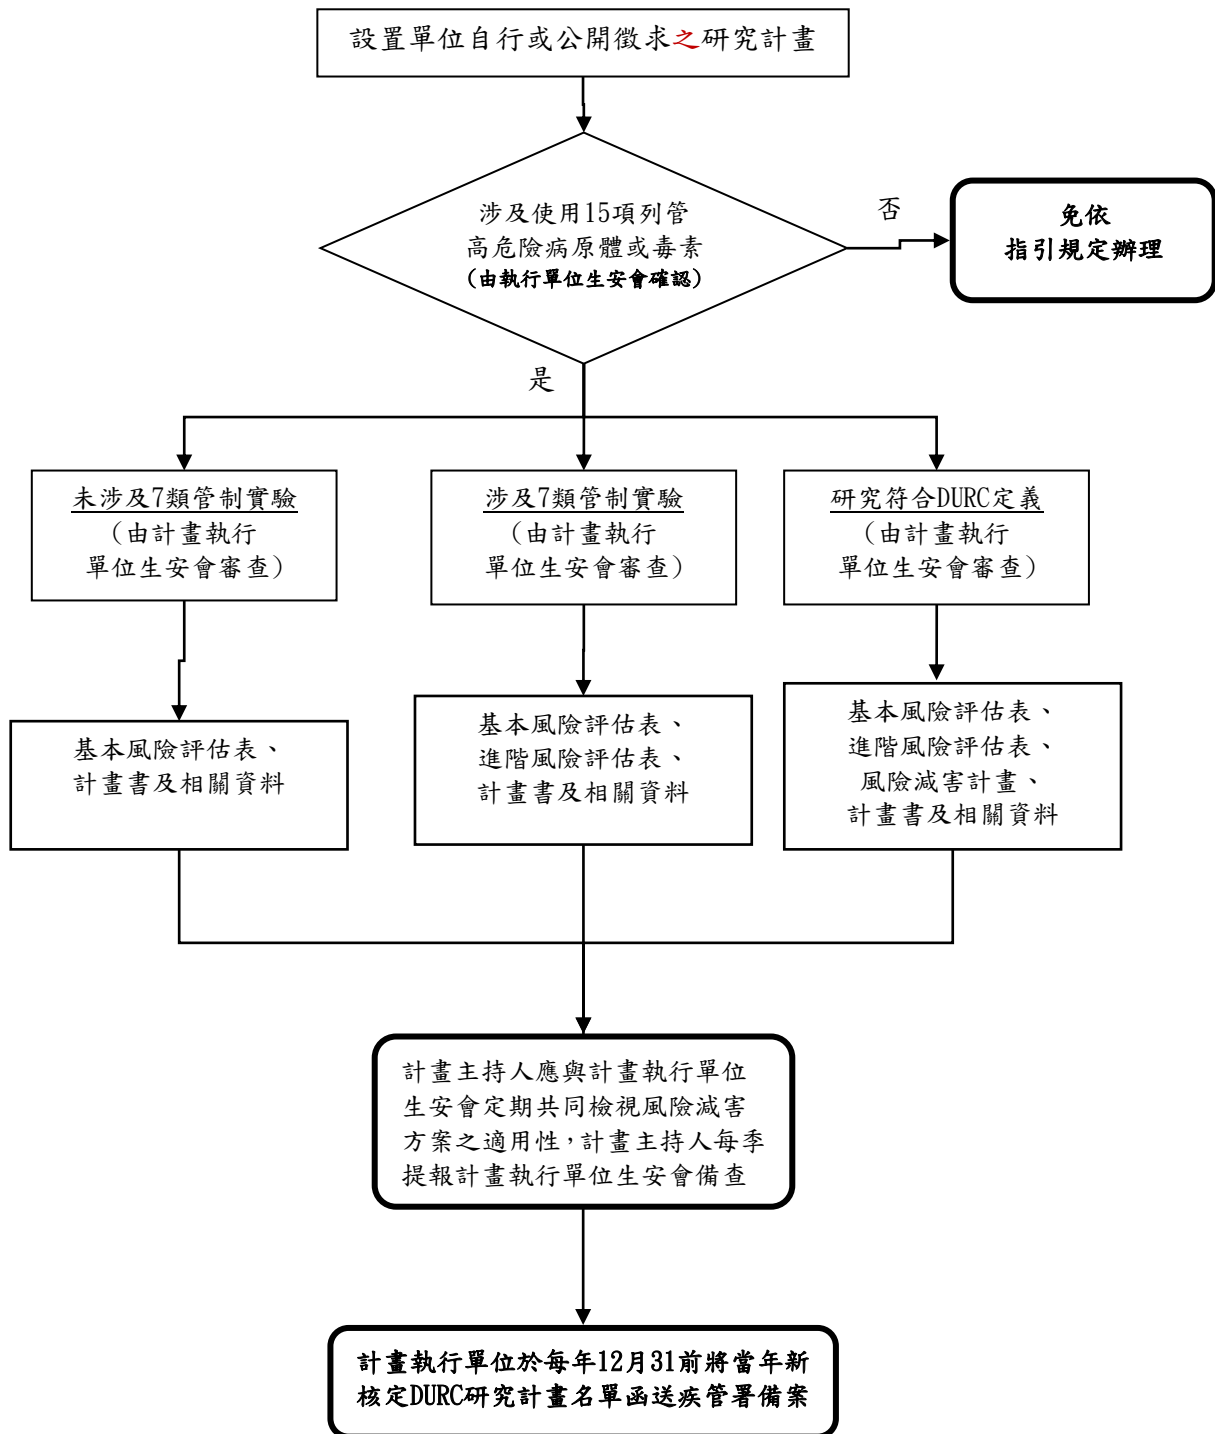 設置單位自行或公開徵求之研究計畫
涉及使用15項列管
高危險病原體或毒素
(由執行單位生安會確認)
否
免依
指引規定辦理
是
未涉及7類管制實驗
(由計畫執行
單位生安會審查)
涉及7類管制實驗
(由計畫執行
單位生安會審查)
研究符合DURC定義
(由計畫執行
單位生安會審查)
基本風險評估表、
計畫書及相關資料
基本風險評估表、
進階風險評估表、
計畫書及相關資料
基本風險評估表、
進階風險評估表、
風險減害計畫、
計畫書及相關資料
計畫主持人應與計畫執行單位
生安會定期共同檢視風險減害
方案之適用性，計畫主持人每季
提報計畫執行單位生安會備查
計畫執行單位於每年12月31前將當年新
核定DURC研究計畫名單函送疾管署備案